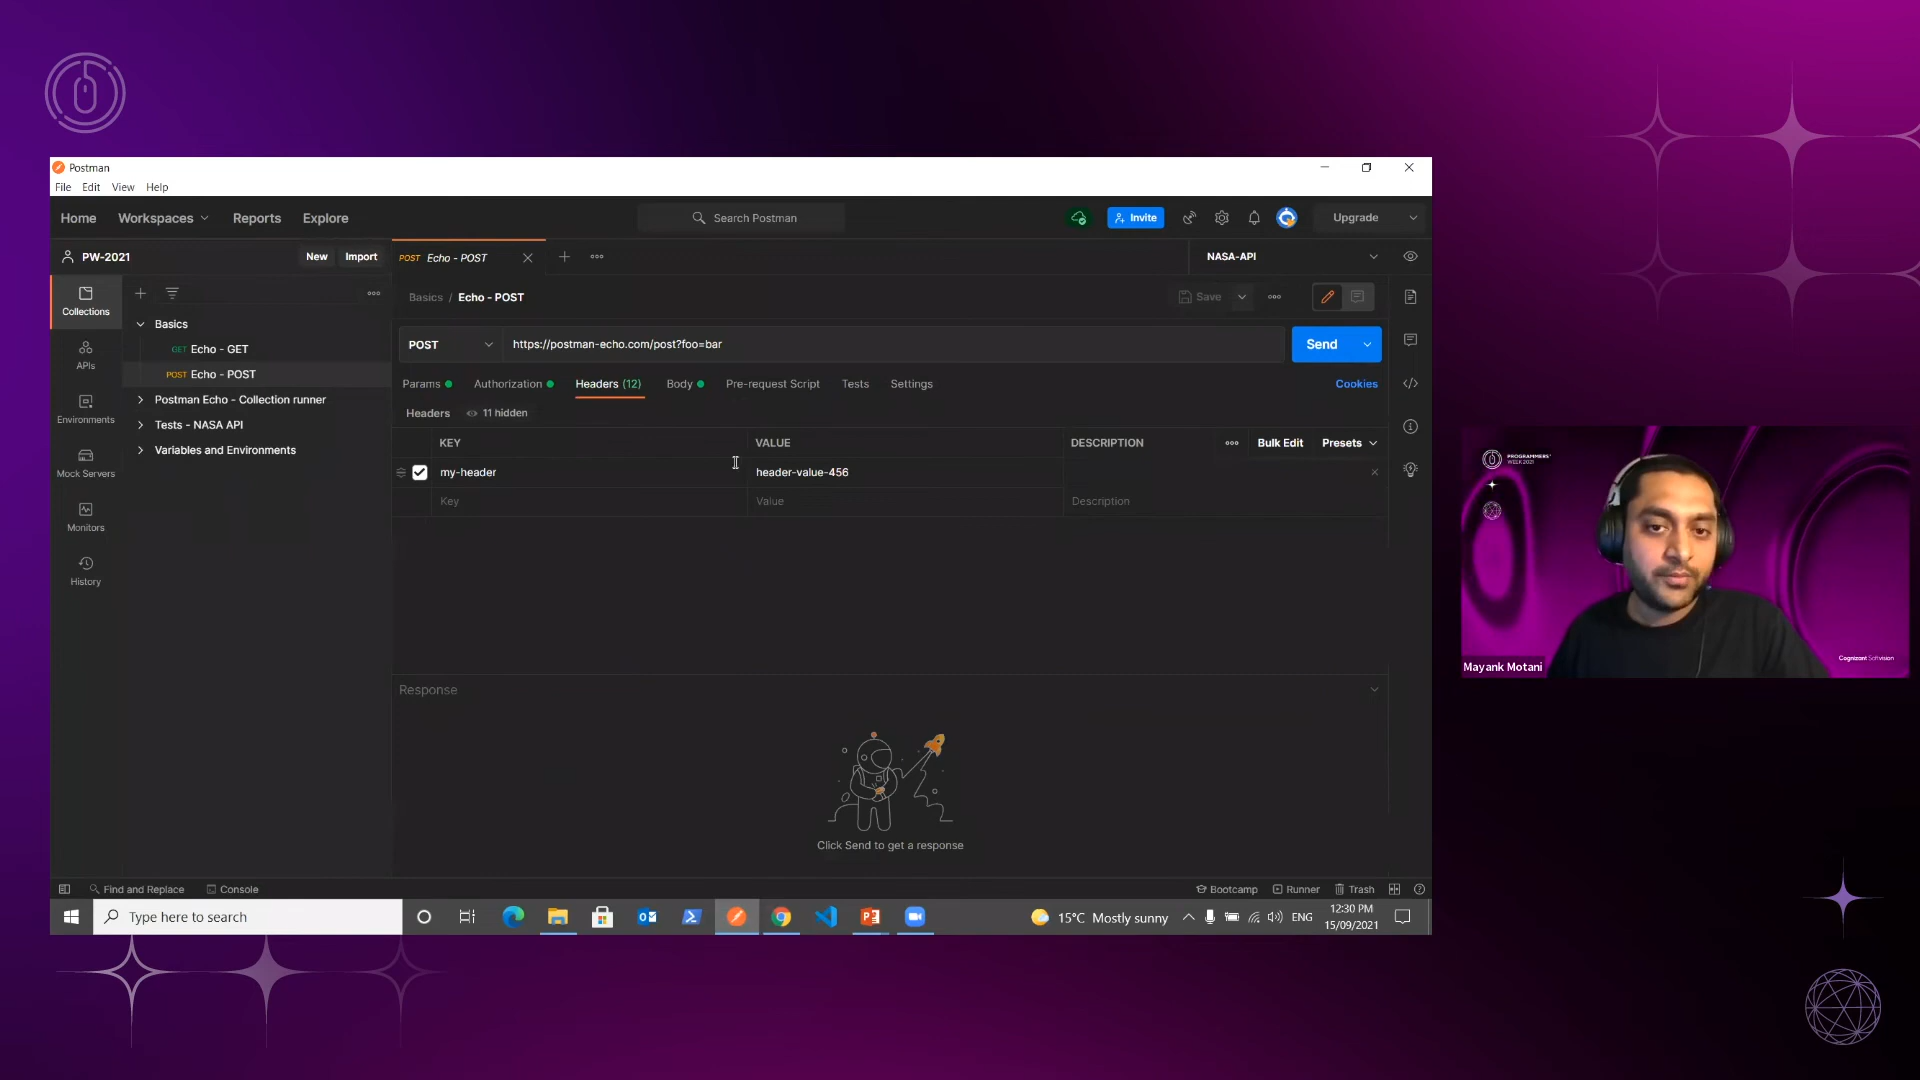 Postman
File Edit View Help
Home Workspaces Reports Explore Search Postman Invite Upgrade
PW-2021 New Import POST Echo - POST NASA-API
Basics / Echo - POST Save
Collections
Basics
GET Echo - GET
POST Echo - POST
Postman Echo - Collection runner
Tests - NASA API
Variables and Environments
APIs
Environments
Mock Servers
Monitors
History
POST https://postman-echo.com/post?foo=bar Send
Params Authorization Headers (12) Body Pre-request Script Tests Settings Cookies
Headers 11 hidden
KEY VALUE DESCRIPTION Bulk Edit Presets
my-header header-value-456
Key Value Description
Response
Click Send to get a response
Find and Replace Console Bootcamp Runner Trash
Type here to search 15°C Mostly sunny ENG 12:30 PM
15/09/2021
PROGRAMMERS'
WEEK 2021
Mayank Motani
Cognizant Softvision